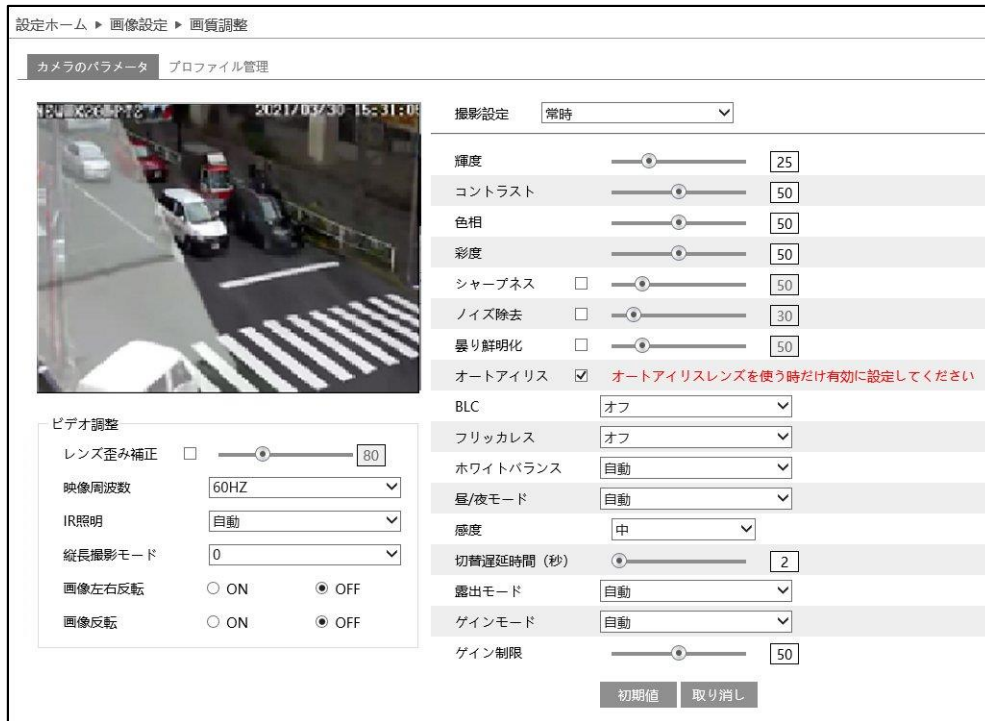 設定ホーム ▶ 画像設定 ▶ 画質調整
カメラのパラメータ プロファイル管理
2021/03/30 15:31:05
撮影設定 常時
輝度 25
コントラスト 50
色相 50
彩度 50
シャープネス 50
ノイズ除去 30
曇り鮮明化 50
オートアイリス オートアイリスレンズを使う時だけ有効に設定してください
BLC オフ
フリッカレス オフ
ホワイトバランス 自動
昼/夜モード 自動
感度 中
切替遅延時間（秒） 2
露出モード 自動
ゲインモード 自動
ゲイン制限 50
初期値 取り消し
ビデオ調整
レンズ歪み補正 80
映像周波数 60HZ
IR照明 自動
縦長撮影モード 0
画像左右反転 ON OFF
画像反転 ON OFF